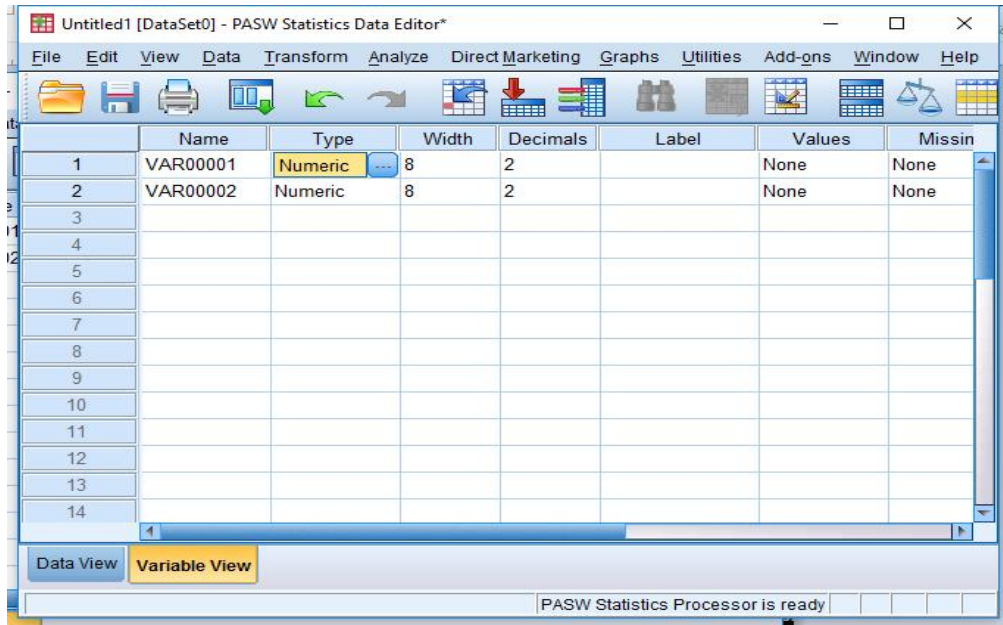 Untitled1 [DataSet0] - PASW Statistics Data Editor*
File Edit View Data Transform Analyze Direct Marketing Graphs Utilities Add-ons Window Help
Name Type Width Decimals Label Values Missin
1 VAR00001 Numeric ... 8 2 None None
2 VAR00002 Numeric 8 2 None None
3
4
5
6
7
8
9
10
11
12
13
14
Data View Variable View
PASW Statistics Processor is ready